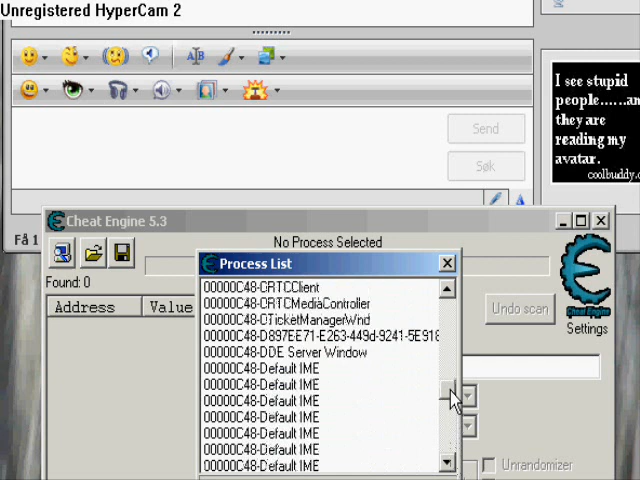 Unregistered HyperCam 2
I see stupid
people......an
they are
reading my
avatar.
coolbuddy.c
Send
Søk
Få 1
Cheat Engine 5.3
No Process Selected
Process List
Found: 0
Address
Value
Undo scan
Cheat Engine
Settings
00000C48-CRTCClient
00000C48-CRTCMediaController
00000C48-CTicketManagerWnd
00000C48-D897EE71-E263-449d-9241-5E918
00000C48-DDE Server Window
00000C48-Default IME
00000C48-Default IME
00000C48-Default IME
00000C48-Default IME
00000C48-Default IME
00000C48-Default IME
00000C48-Default IME
Unrandomizer